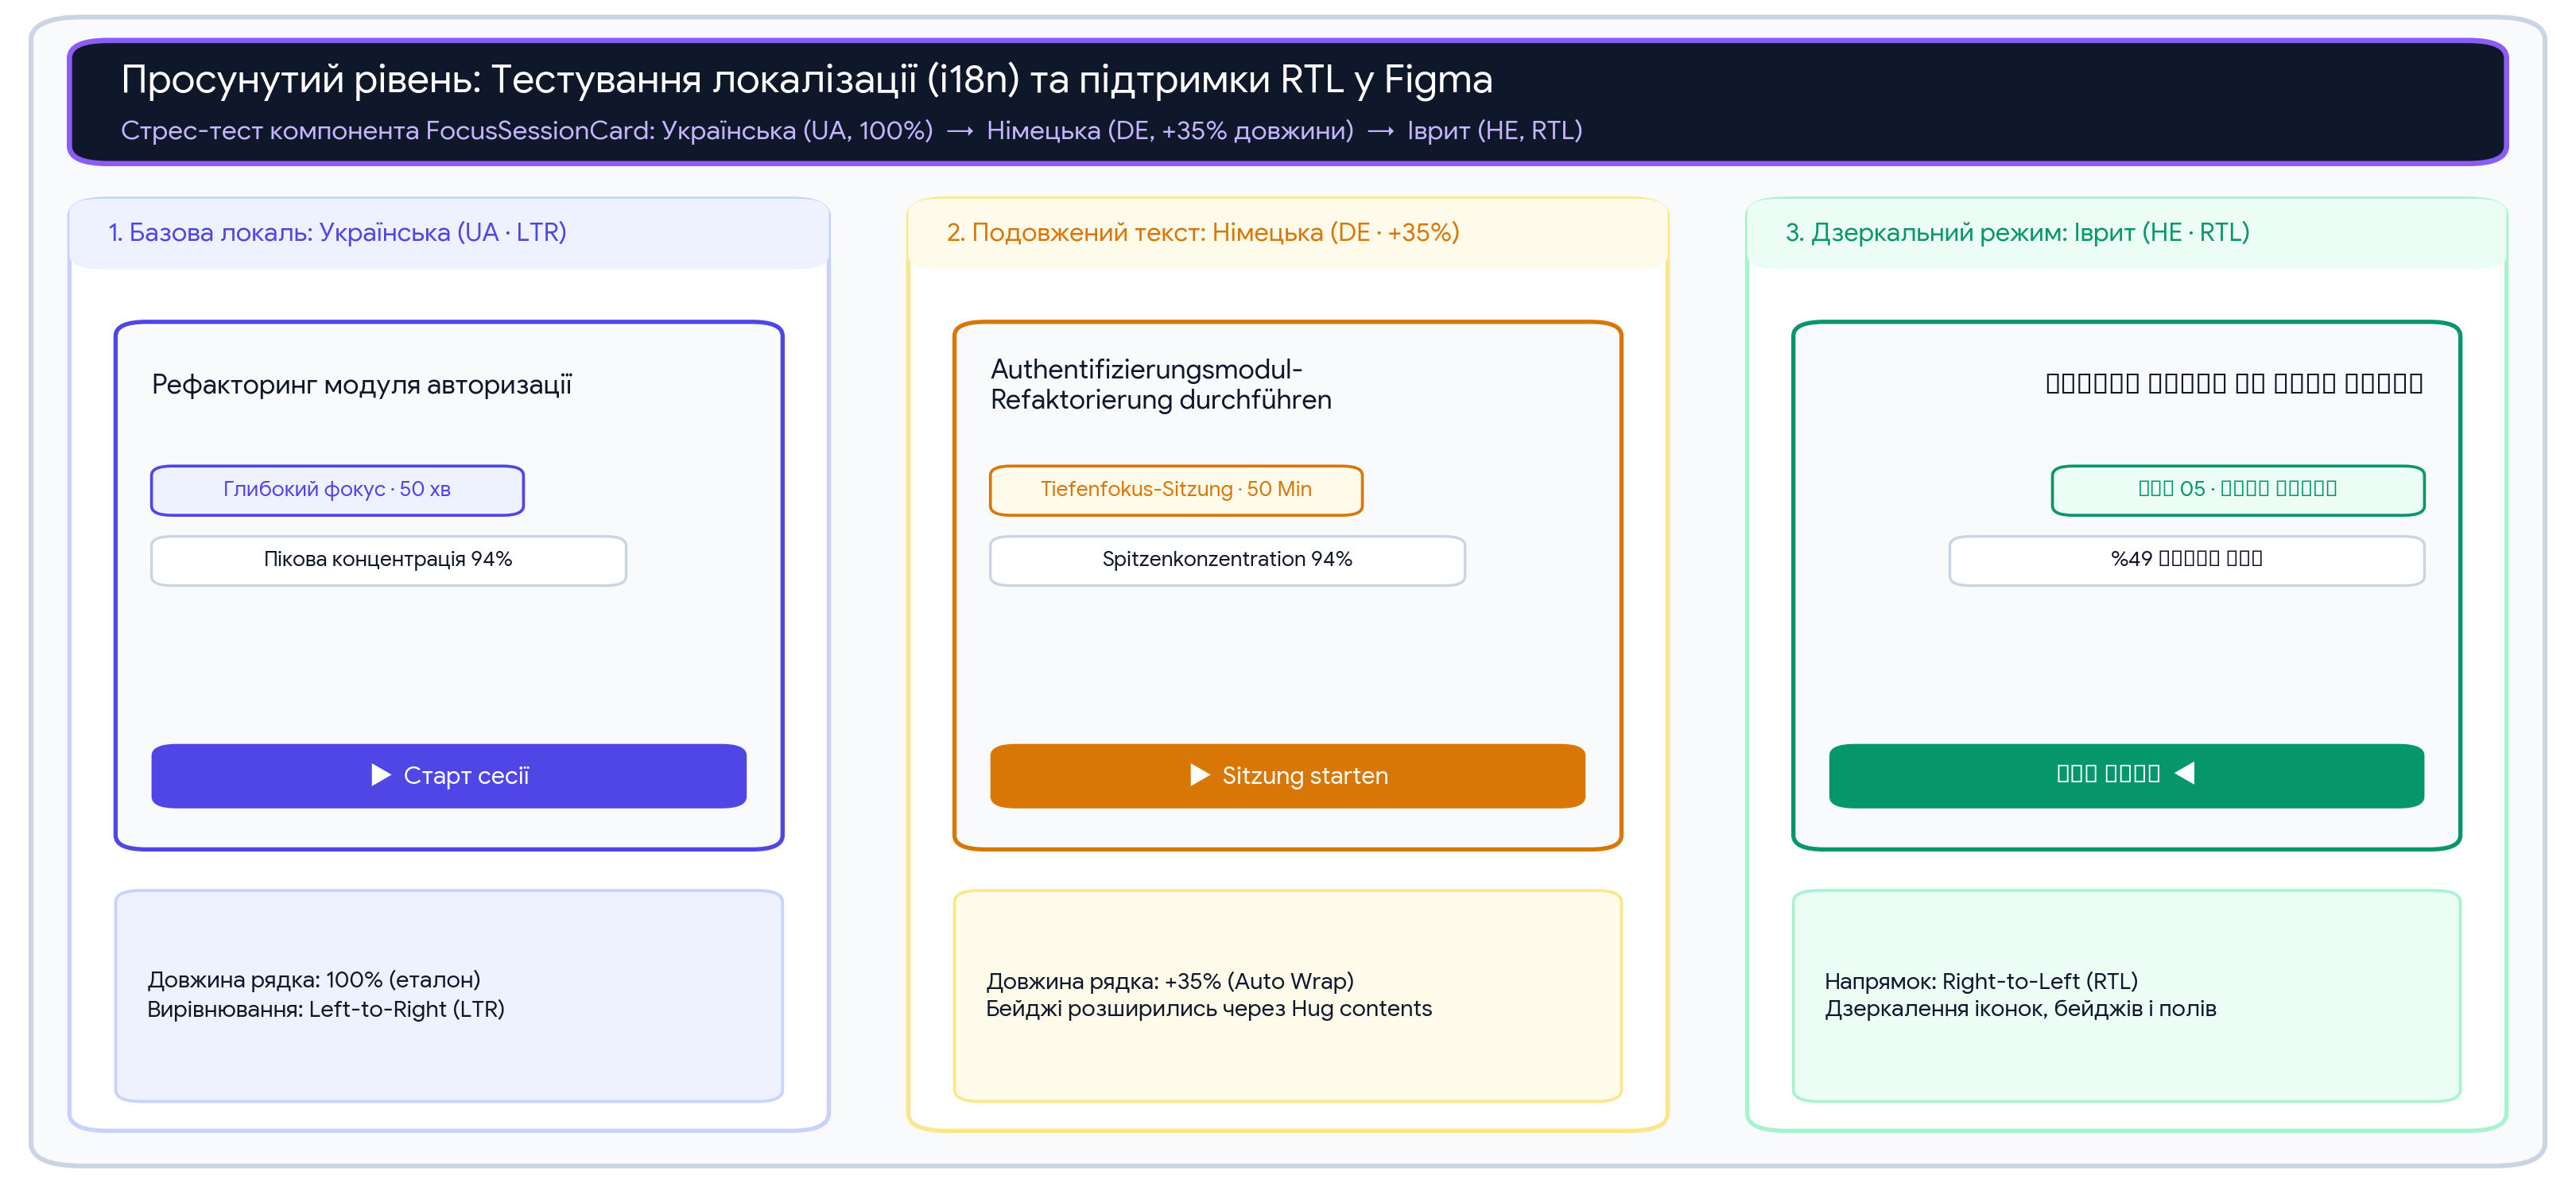 Просунутий рівень: Тестування локалізації (i18n) та підтримки RTL у Figma
Стрес-тест компонента FocusSessionCard: Українська (UA, 100%) → Німецька (DE, +35% довжини) → Іврит (HE, RTL)
1. Базова локаль: Українська (UA · LTR)
Рефакторинг модуля авторизації
Глибокий фокус · 50 хв
Пікова концентрація 94%
▶ Старт сесії
Довжина рядка: 100% (еталон)
Вирівнювання: Left-to-Right (LTR)
2. Подовжений текст: Німецька (DE · +35%)
Authentifizierungsmodul-
Refaktorierung durchführen
Tiefenfokus-Sitzung · 50 Min
Spitzenkonzentration 94%
▶ Sitzung starten
Довжина рядка: +35% (Auto Wrap)
Бейджі розширились через Hug contents
3. Дзеркальний режим: Іврит (HE · RTL)
05 ·
%49
◀
Напрямок: Right-to-Left (RTL)
Дзеркалення іконок, бейджів і полів